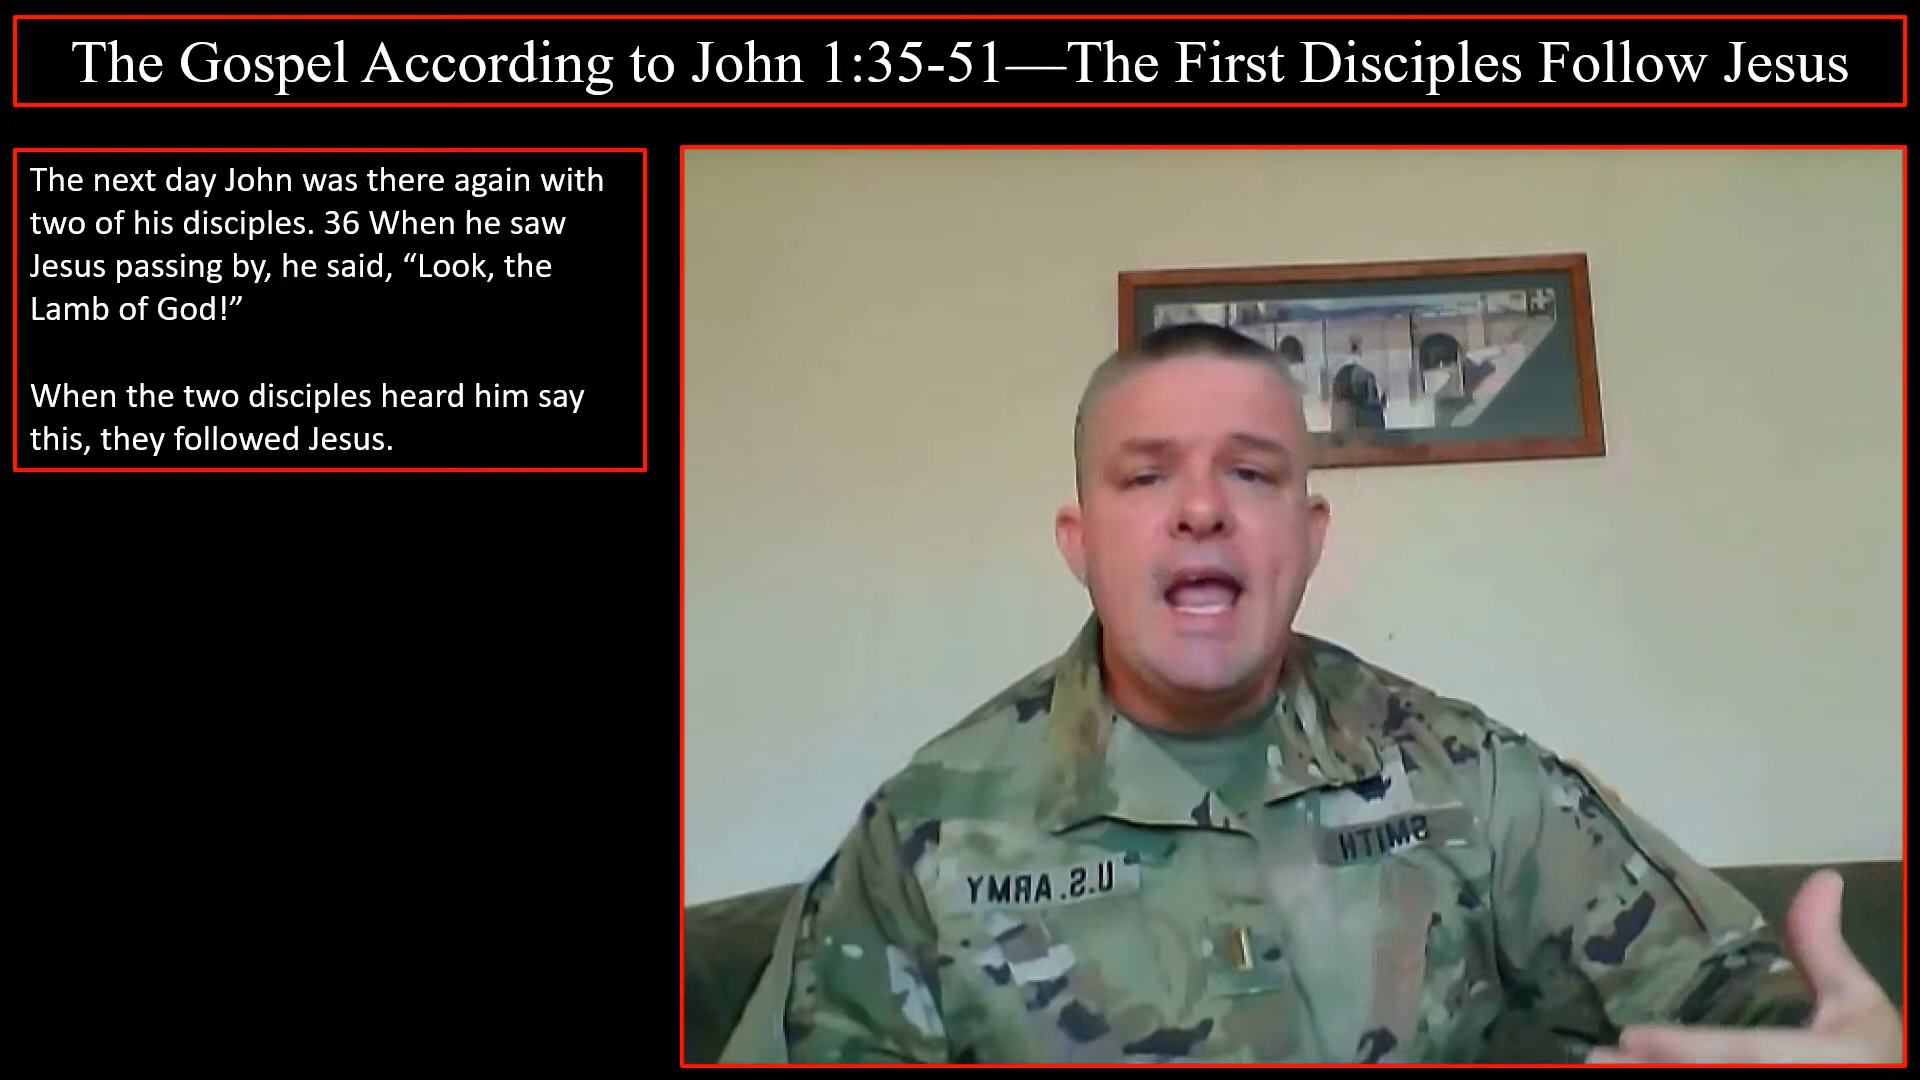 The Gospel According to John 1:35-51—The First Disciples Follow Jesus
The next day John was there again with
two of his disciples. 36 When he saw
Jesus passing by, he said, “Look, the
Lamb of God!”
When the two disciples heard him say
this, they followed Jesus.
SMITH
U.S. ARMY